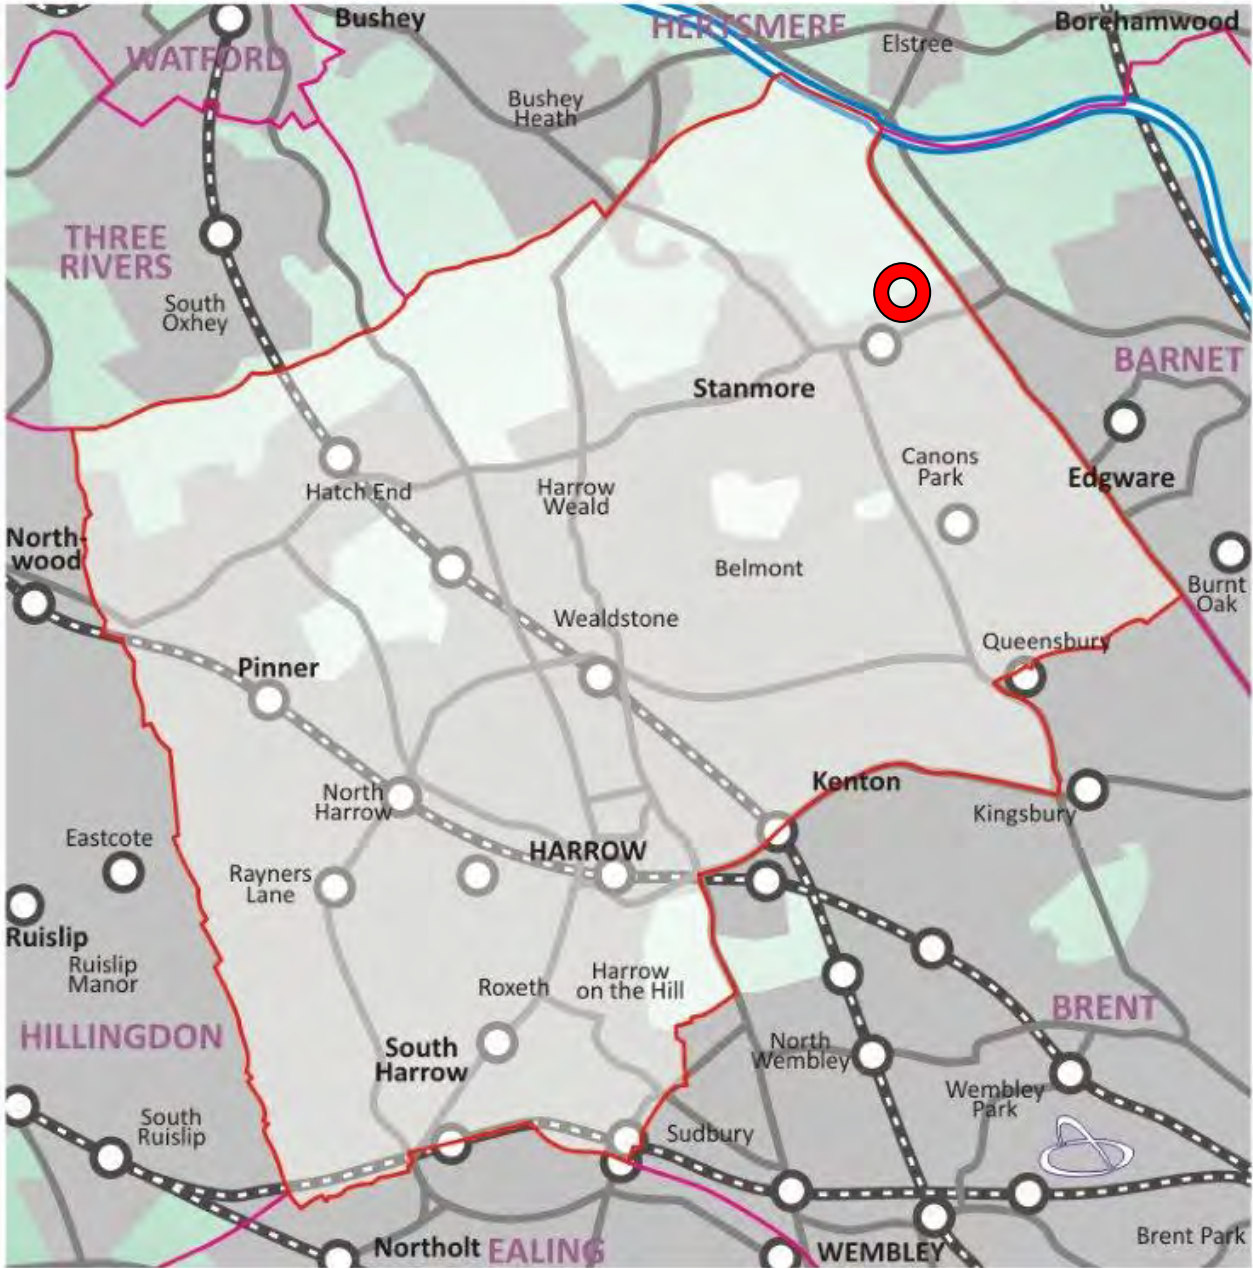 Bushey
HERTSMERE
Borehamwood
Elstree
WATFORD
Bushey
Heath
THREE
RIVERS
South
Oxhey
BARNET
Stanmore
Canons
Park
Edgware
Hatch End
Harrow
Weald
North-
wood
Belmont
Burnt
Oak
Wealdstone
Queensbury
Pinner
Kenton
North
Harrow
Kingsbury
Eastcote
HARROW
Rayners
Lane
Ruislip
Ruislip
Manor
Harrow
on the Hill
Roxeth
BRENT
HILLINGDON
South
Harrow
North
Wembley
Wembley
Park
South
Ruislip
Sudbury
Northolt
EALING
WEMBLEY
Brent Park